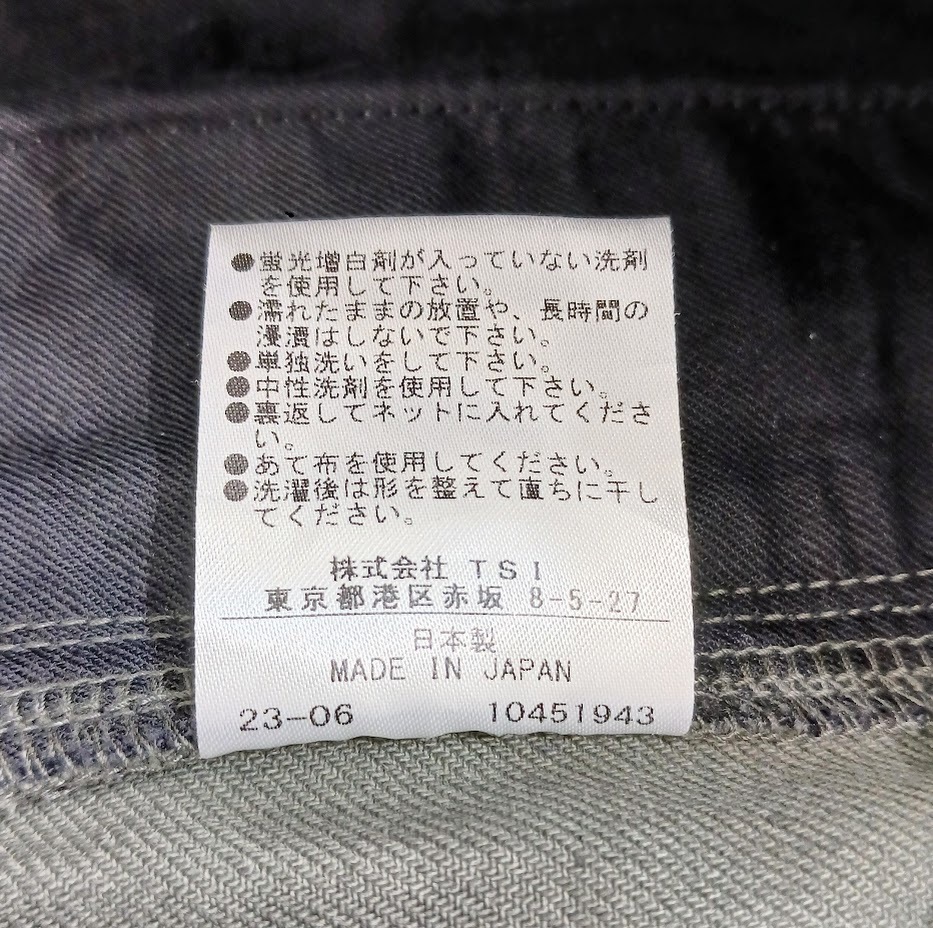 ●蛍光増白剤が入っていない洗剤
を使用して下さい。
●濡れたままの放置や、長時間の
浸漬はしないで下さい。
●単独洗いをして下さい。
●中性洗剤を使用して下さい。
●裏返してネットに入れてくださ
い。
●あて布を使用してください。
●洗濯後は形を整えて直ちに干し
てください。
株式会社 TSI
東京都港区赤坂 8-5-27
日本製
MADE IN JAPAN
23-06 10451943